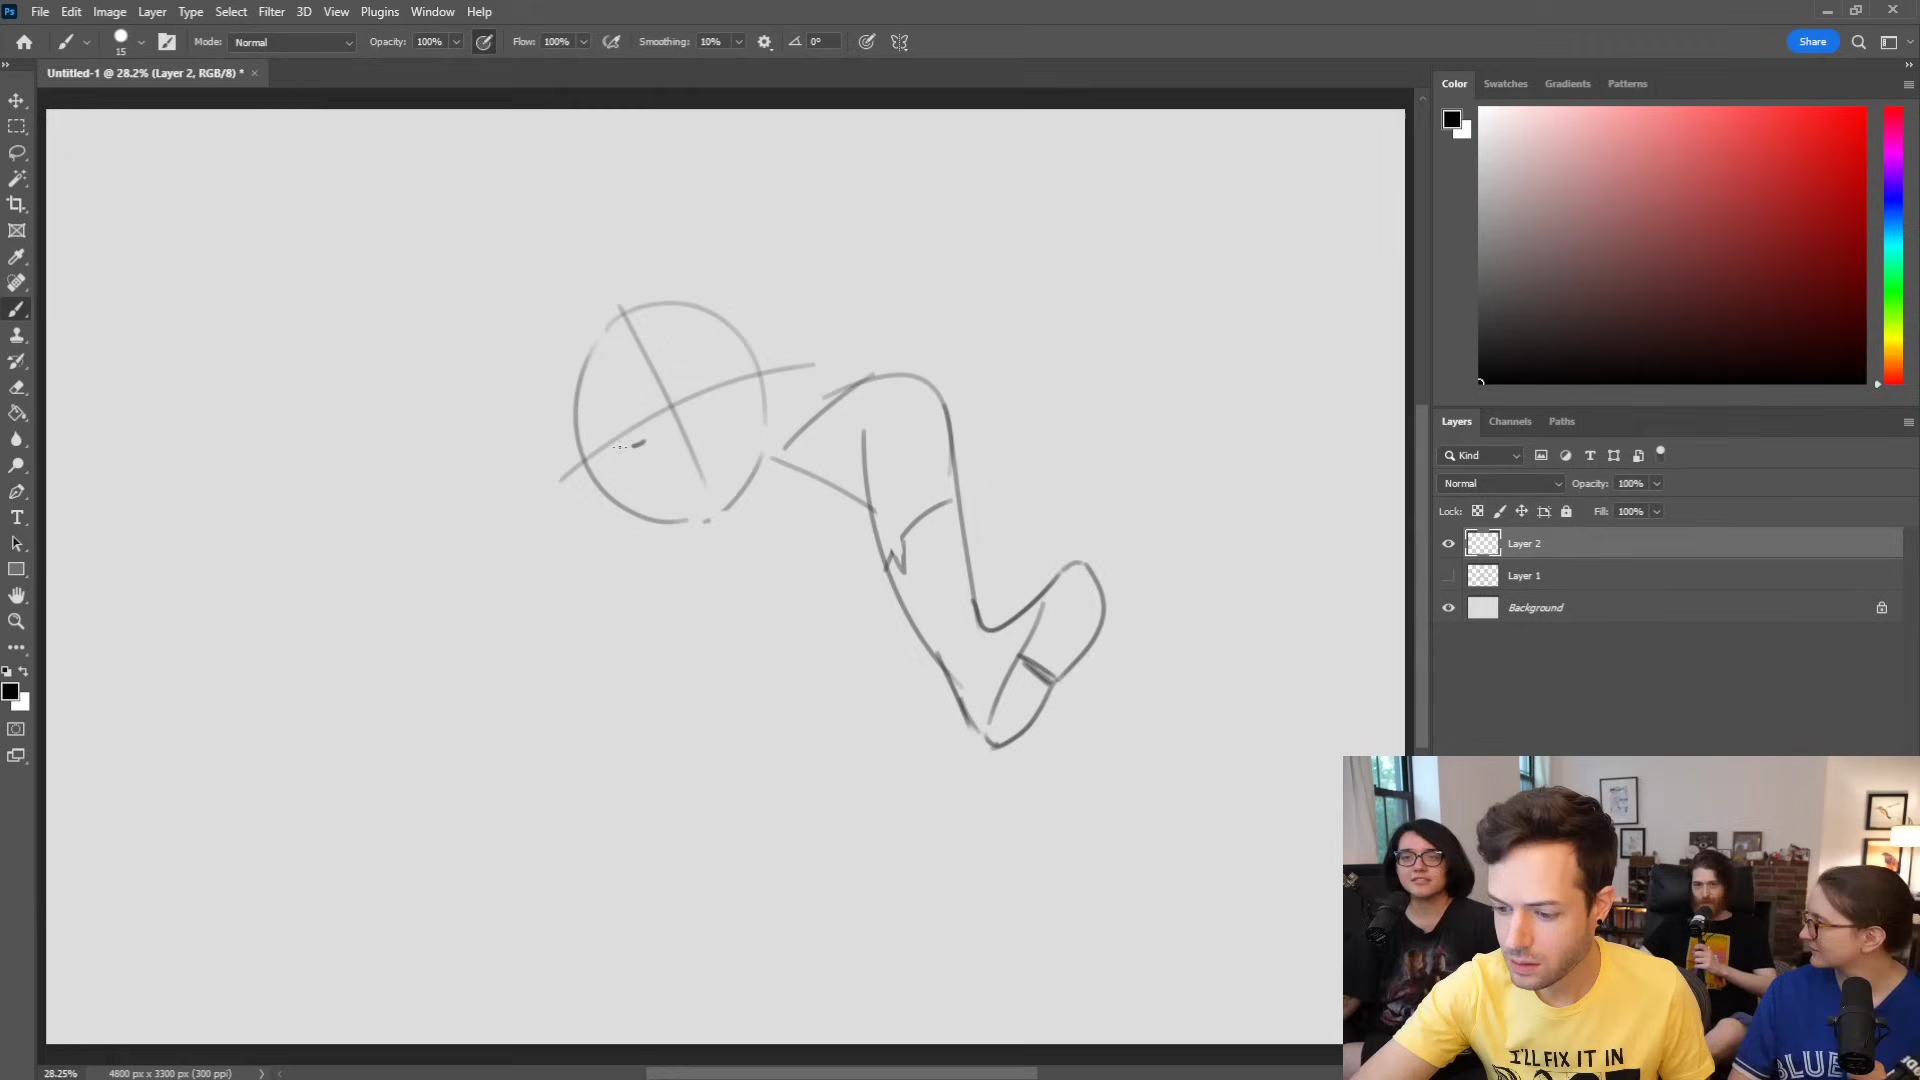 Ps File Edit Image Layer Type Select Filter 3D View Plugins Window Help
15 Mode: Normal Opacity: 100% Flow: 100% Smoothing: 10% 0° Share
Untitled-1 @ 28.2% (Layer 2, RGB/8) *
Color Swatches Gradients Patterns
Layers Channels Paths
Kind
Normal Opacity: 100%
Lock: Fill: 100%
Layer 2
Layer 1
Background
I'LL FIX IT IN
BLUE
28.25% 4800 px x 3300 px (300 ppi)